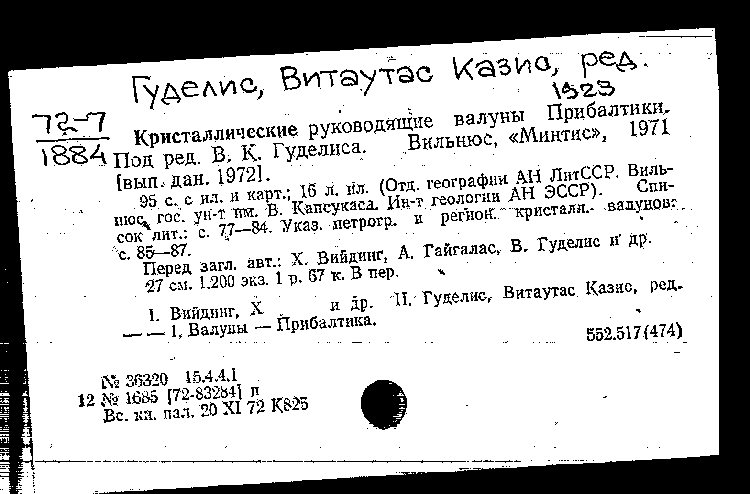 Гуделис, Витаутас Казио, ред.
1923
72-7
1884
Кристаллические руководящие валуны Прибалтики.
Под ред. В. К. Гуделиса. Вильнюс, «Минтис», 1971
[вып. дан. 1972].
95 с. с ил. и карт.; 16 л. ил. (Отд. географии АН ЛитССР. Виль-
нюс. гос. ун-т им. В. Капсукаса. Ин-т геологии АН ЭССР). Спи-
сок лит.: с. 77—84. Указ. петрогр. и регион. кристалл. валунов:
с. 85—87.
Перед загл. авт.: Х. Вийдинг, А. Гайгалас, В. Гуделис и др.
27 см. 1.200 экз. 1 р. 67 к. В пер.
I. Вийдинг, Х и др. II. Гуделис, Витаутас Казио, ред.
— — 1. Валуны — Прибалтика.
552.517(474)
№ 36320 15.4.4.1
12 № 1685 [72-83284] п
Вс. кн. пал. 20 XI 72 К825